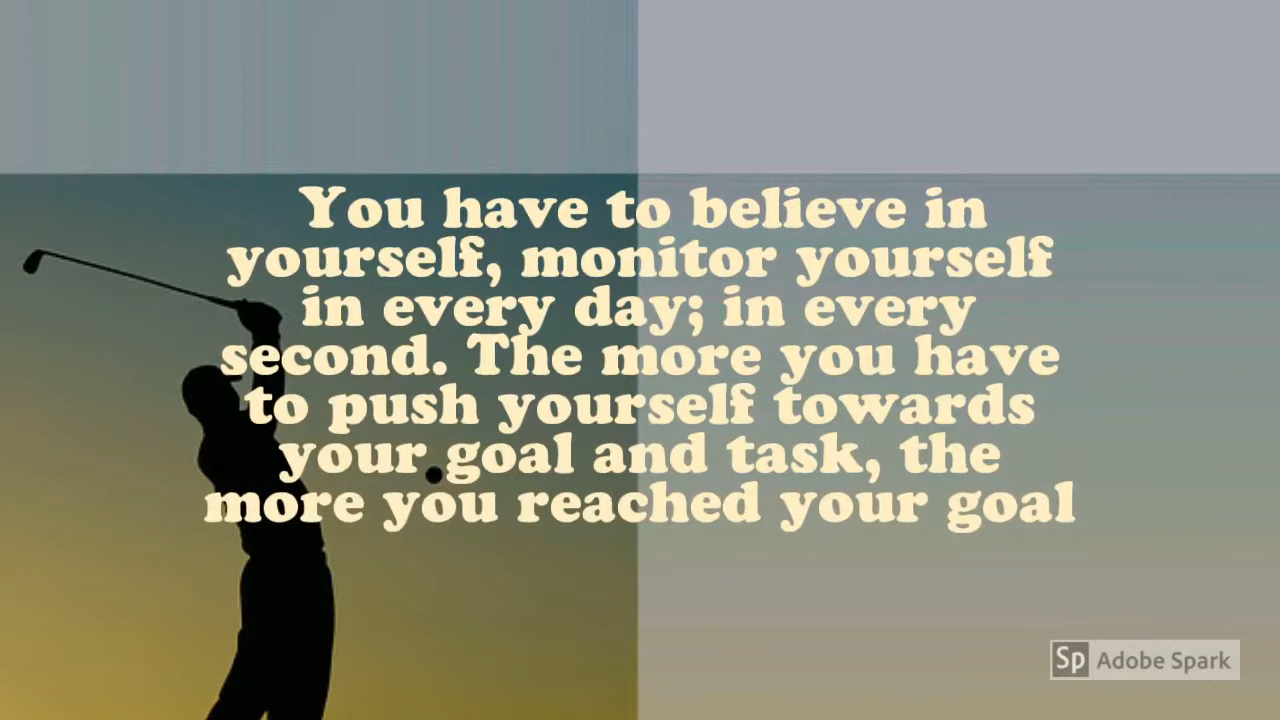 You have to believe in
yourself, monitor yourself
in every day; in every
second. The more you have
to push yourself towards
your goal and task, the
more you reached your goal
Sp Adobe Spark